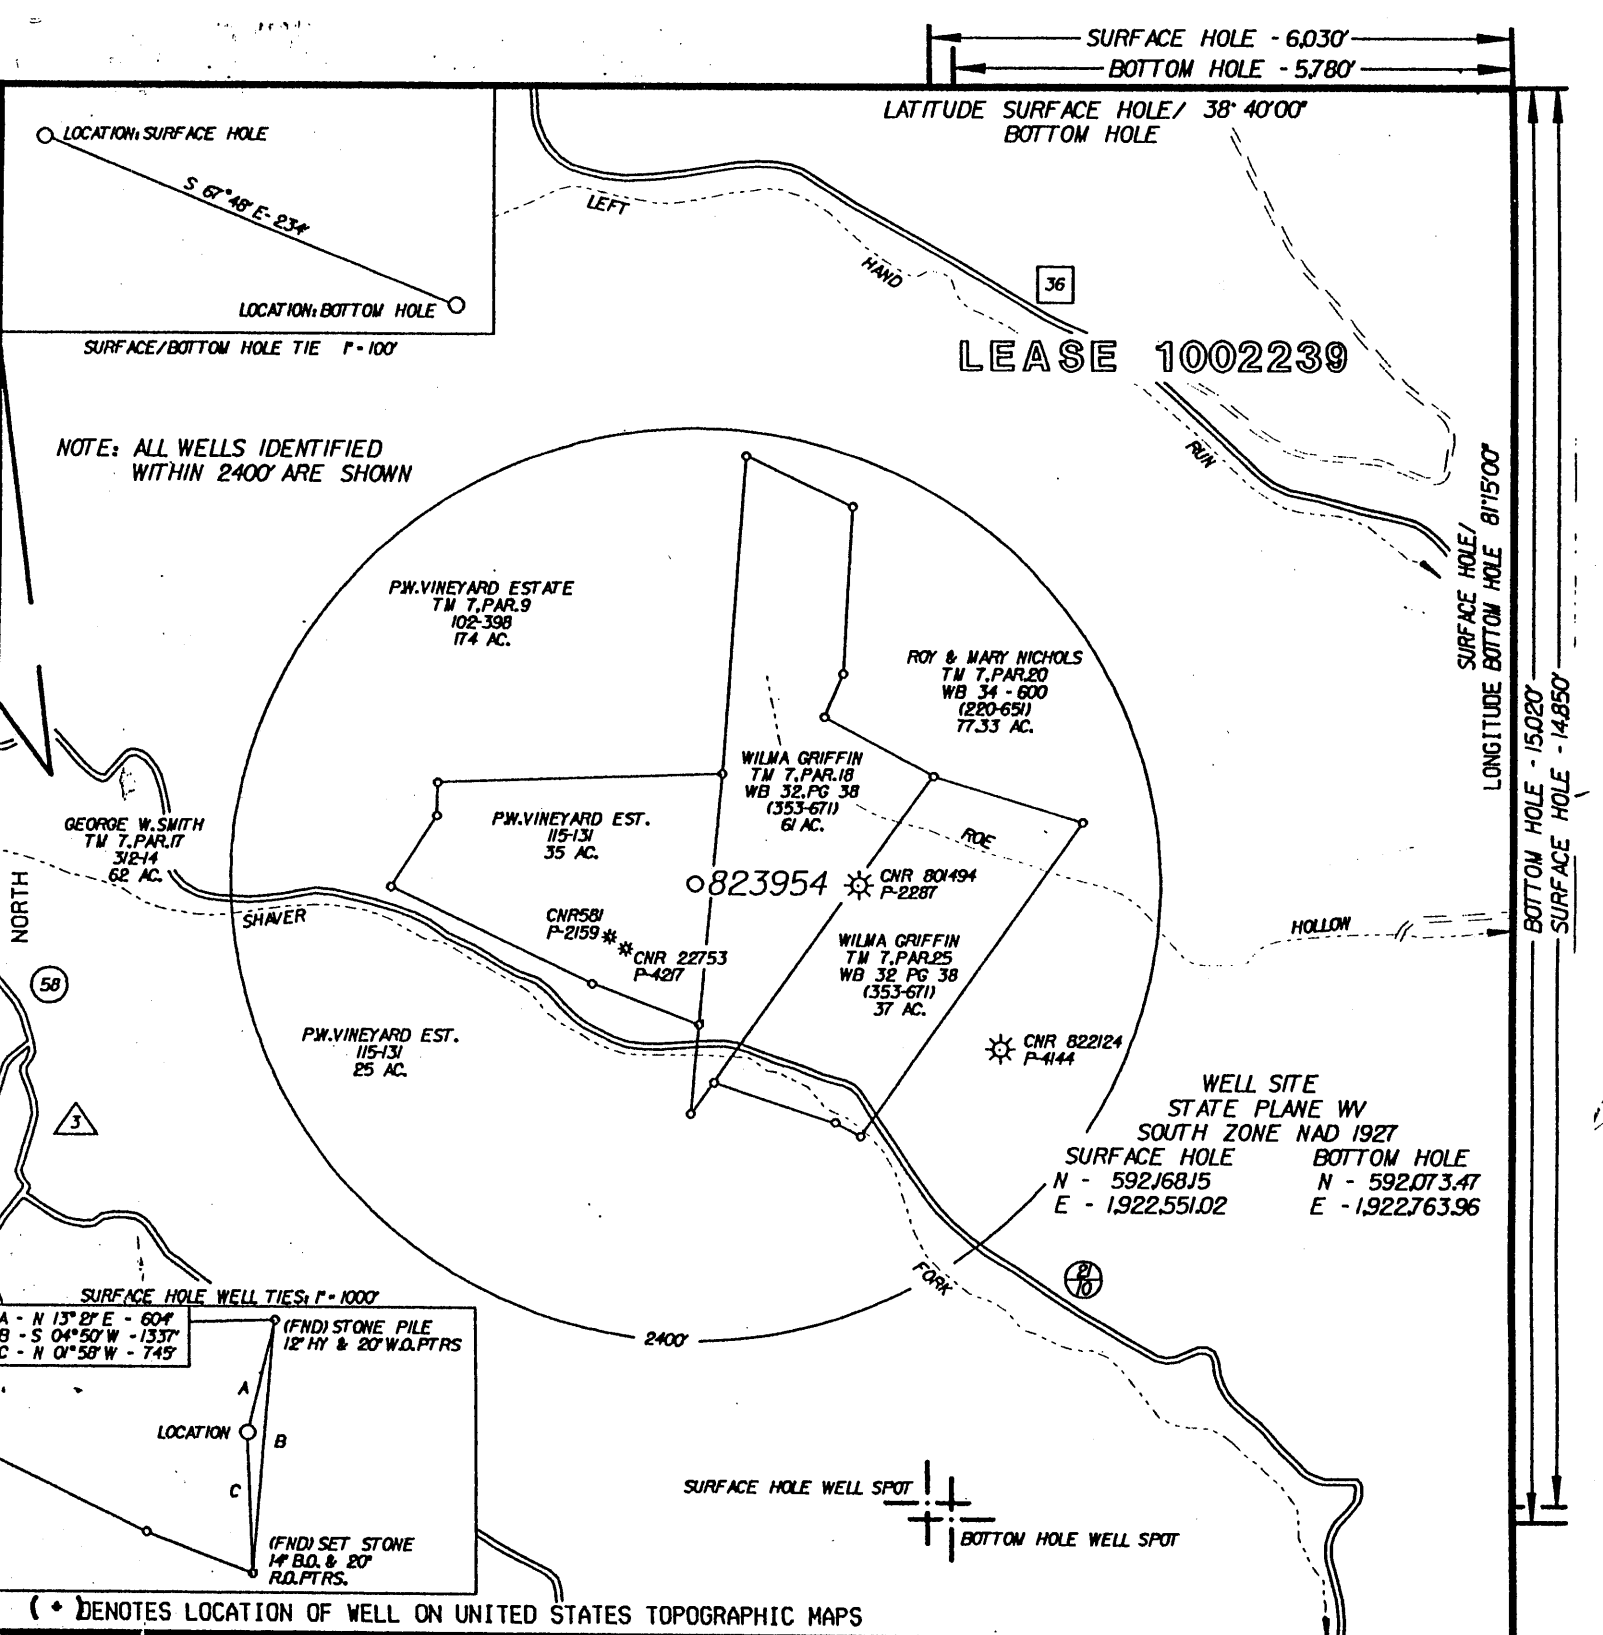 SURFACE HOLE - 6,030'
BOTTOM HOLE - 5,780'
LATITUDE SURFACE HOLE/ 38° 40'00"
BOTTOM HOLE
LOCATION: SURFACE HOLE
S 67°48' E - 234'
LOCATION: BOTTOM HOLE
SURFACE/BOTTOM HOLE TIE 1"=100'
LEFT
HAND
36
LEASE 1002239
RUN
NOTE: ALL WELLS IDENTIFIED
WITHIN 2400' ARE SHOWN
SURFACE HOLE/
LONGITUDE BOTTOM HOLE 81°15'00"
BOTTOM HOLE - 15,020'
SURFACE HOLE - 14,850'
P.W. VINEYARD ESTATE
TM 7, PAR. 9
102-398
174 AC.
ROY & MARY NICHOLS
TM 7, PAR.20
WB 34 - 600
(220-651)
77.33 AC.
WILMA GRIFFIN
TM 7, PAR.18
WB 32, PG 38
(353-671)
61 AC.
P.W. VINEYARD EST.
115-131
35 AC.
GEORGE W. SMITH
TM 7, PAR.17
312-14
62 AC.
ROE
823954
CNR 801494
P-2287
NORTH
SHAVER
CNR581
P-2159
CNR 22753
P-4217
HOLLOW
WILMA GRIFFIN
TM 7, PAR.25
WB 32 PG 38
(353-671)
37 AC.
58
P.W. VINEYARD EST.
115-131
25 AC.
CNR 822124
P-4144
3
WELL SITE
STATE PLANE WV
SOUTH ZONE NAD 1927
SURFACE HOLE BOTTOM HOLE
N - 592,168.15 N - 592,073.47
E - 1,922,551.02 E - 1,922,763.96
FORK
21
10
SURFACE HOLE WELL TIES: 1"=1000'
A - N 13° 21' E - 604'
B - S 04°50' W - 1337'
C - N 01°58' W - 745'
(FND) STONE PILE
12" HY & 20" W.O.PTRS
2400'
A
LOCATION
B
C
SURFACE HOLE WELL SPOT
BOTTOM HOLE WELL SPOT
(FND) SET STONE
14" B.O. & 20"
R.O.PTRS.
( + ) DENOTES LOCATION OF WELL ON UNITED STATES TOPOGRAPHIC MAPS